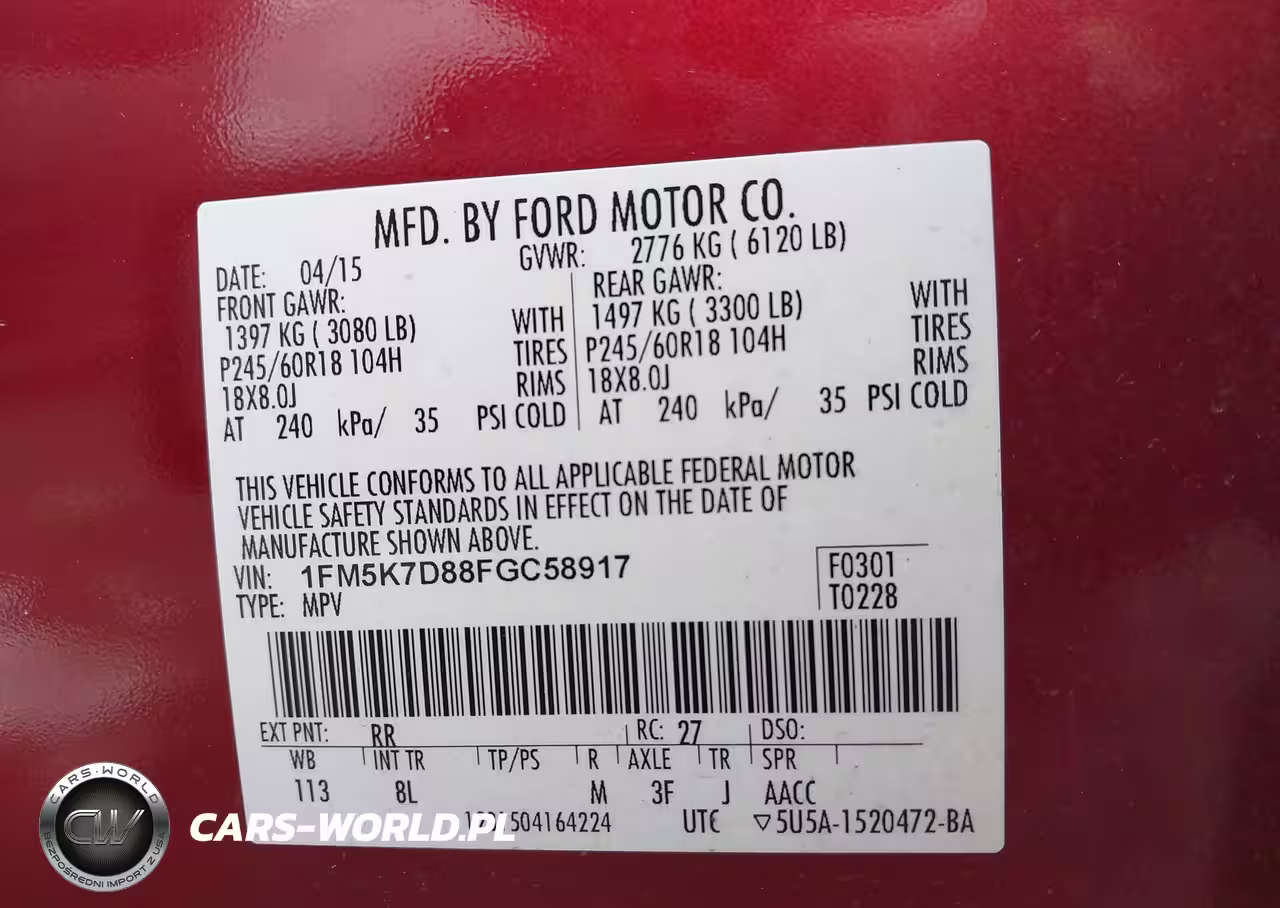 MFD. BY FORD MOTOR CO.
DATE: 04/15 GVWR: 2776 KG ( 6120 LB)
FRONT GAWR: REAR GAWR:
1397 KG ( 3080 LB) WITH 1497 KG ( 3300 LB) WITH
P245/60R18 104H TIRES P245/60R18 104H TIRES
18X8.0J RIMS 18X8.0J RIMS
AT 240 kPa/ 35 PSI COLD AT 240 kPa/ 35 PSI COLD
THIS VEHICLE CONFORMS TO ALL APPLICABLE FEDERAL MOTOR
VEHICLE SAFETY STANDARDS IN EFFECT ON THE DATE OF
MANUFACTURE SHOWN ABOVE.
VIN: 1FM5K7D88FGC58917 F0301
TYPE: MPV T0228
EXT PNT: RR RC: 27 DSO:
WB INT TR TP/PS R AXLE TR SPR
113 8L M 3F J AACC
504164224 UTC ▽5U5A-1520472-BA
CARS-WORLD.PL
CARS-WORLD
CW
BEZPOŚREDNI IMPORT Z USA